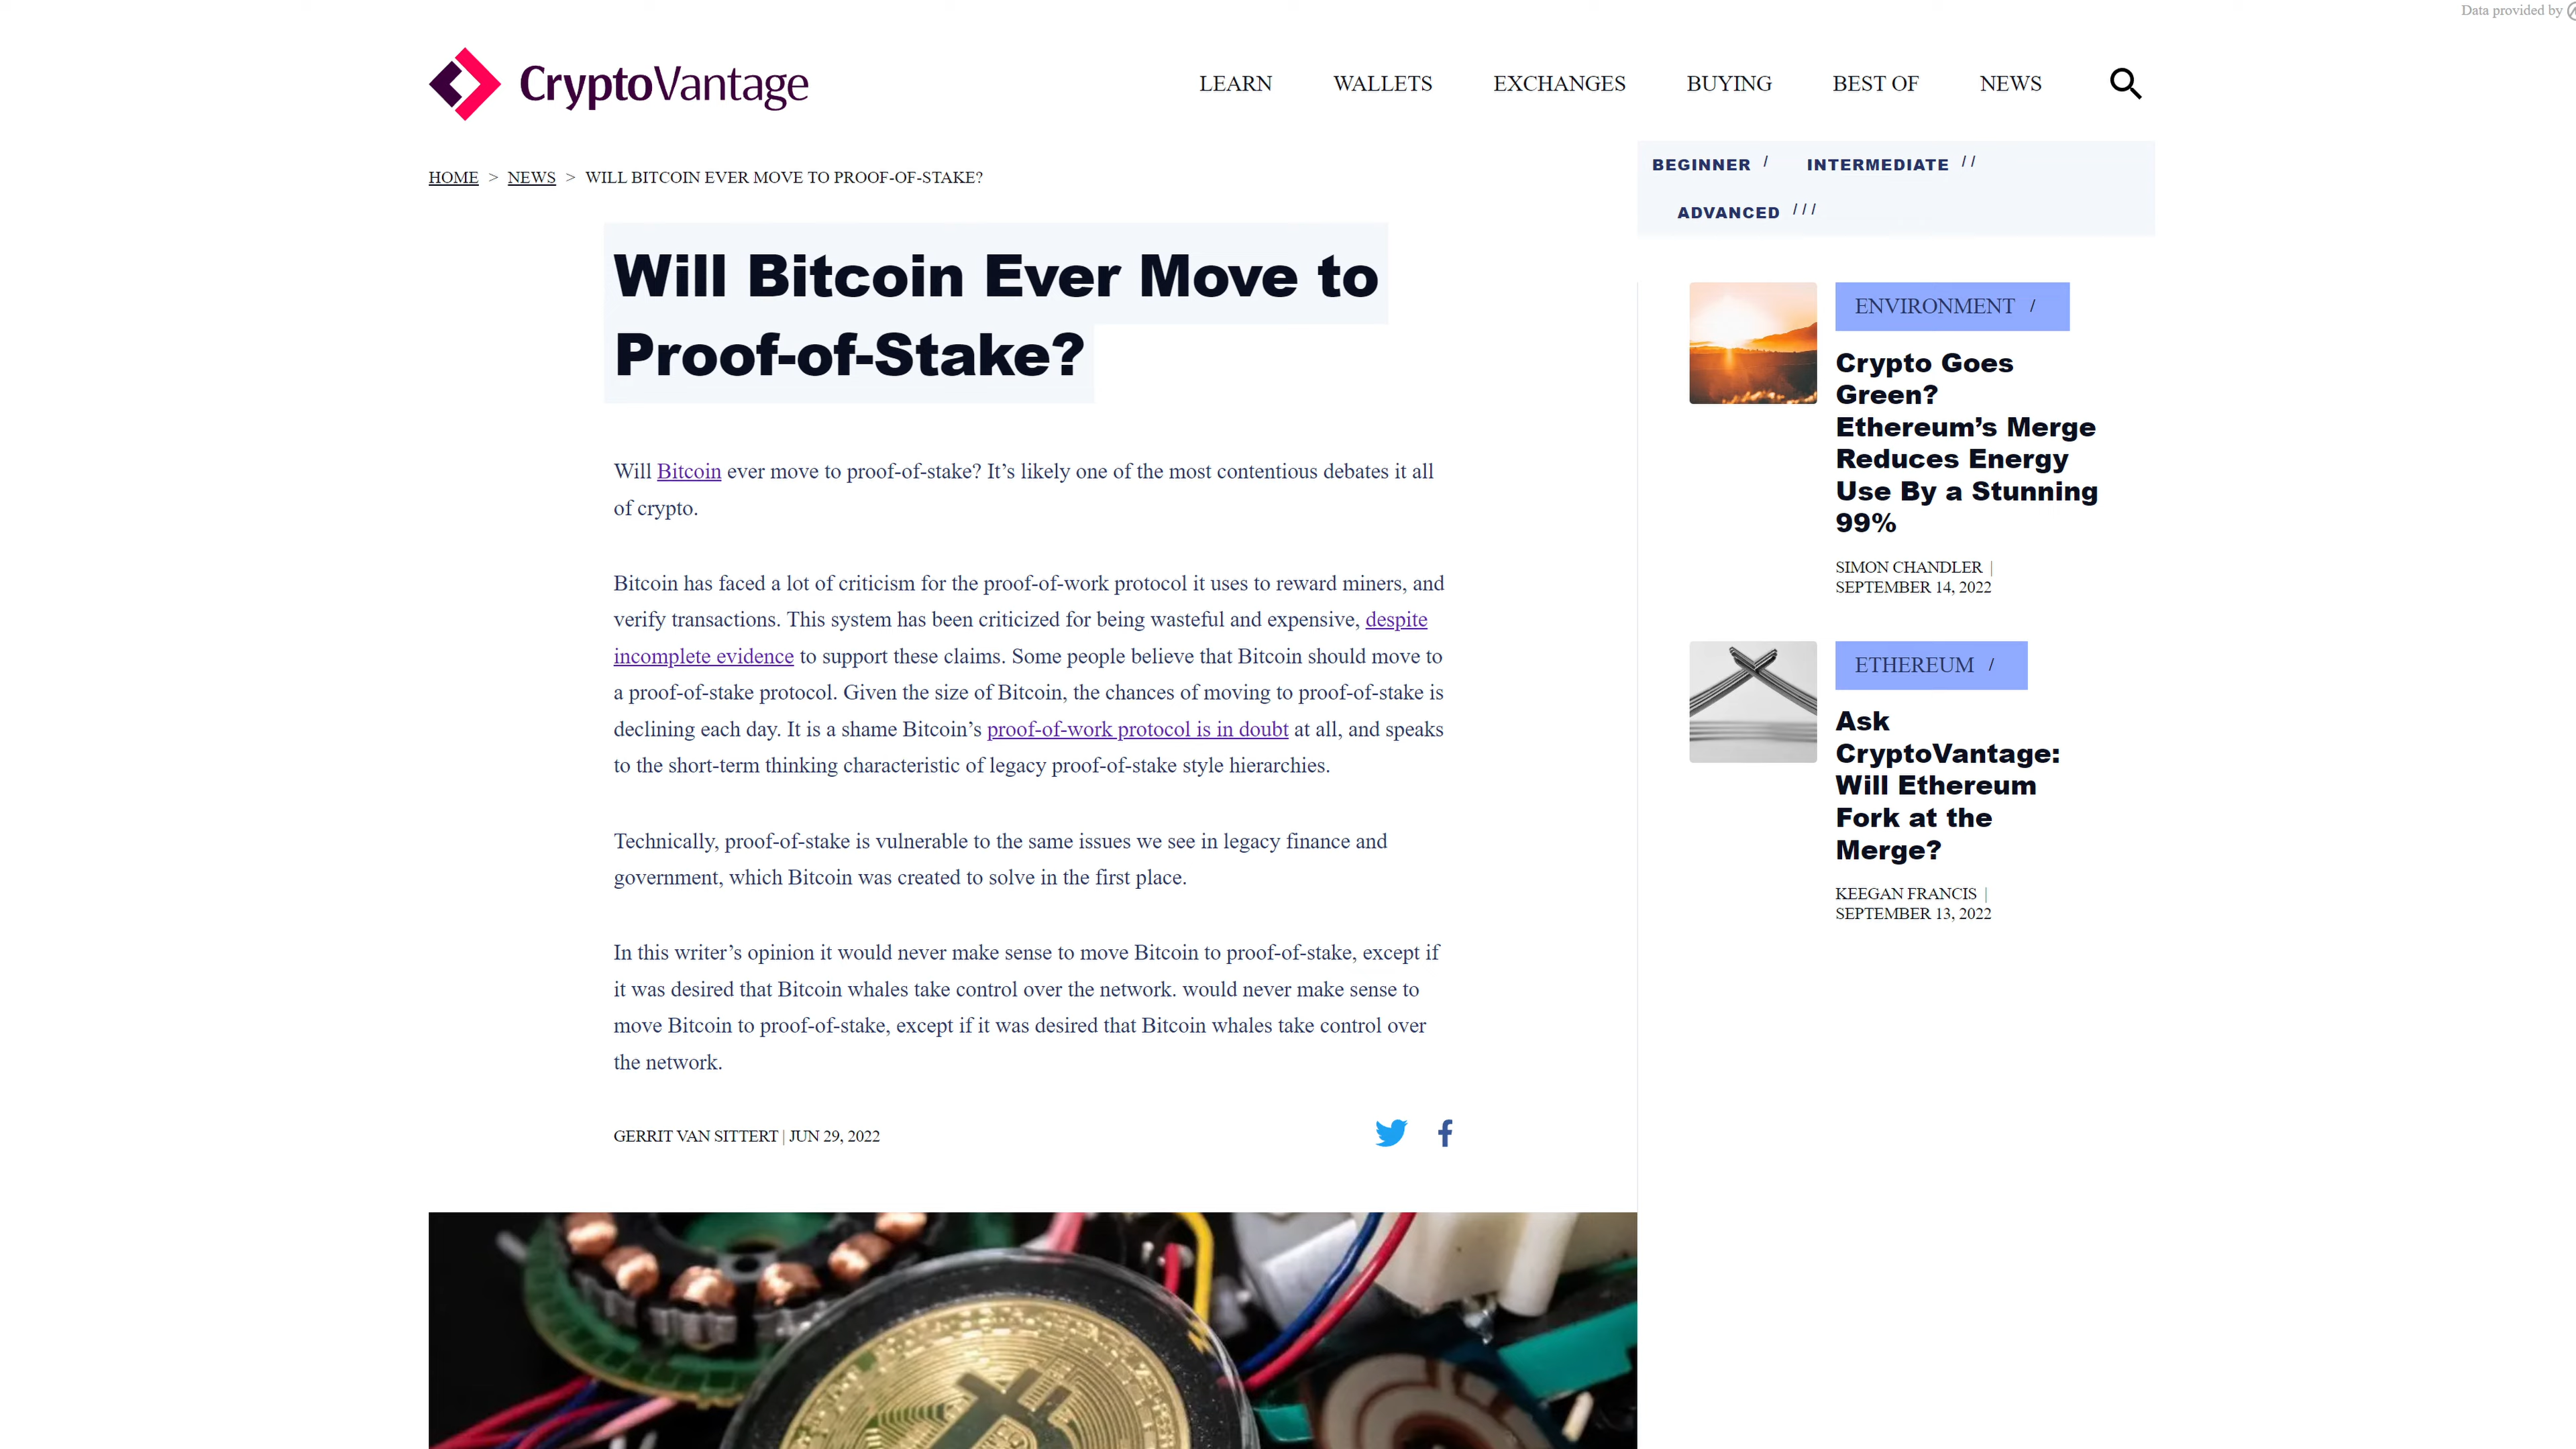 Data provided by
CryptoVantage
LEARN WALLETS EXCHANGES BUYING BEST OF NEWS
HOME > NEWS > WILL BITCOIN EVER MOVE TO PROOF-OF-STAKE?
Will Bitcoin Ever Move to
Proof-of-Stake?
Will Bitcoin ever move to proof-of-stake? It’s likely one of the most contentious debates it all
of crypto.
Bitcoin has faced a lot of criticism for the proof-of-work protocol it uses to reward miners, and
verify transactions. This system has been criticized for being wasteful and expensive, despite
incomplete evidence to support these claims. Some people believe that Bitcoin should move to
a proof-of-stake protocol. Given the size of Bitcoin, the chances of moving to proof-of-stake is
declining each day. It is a shame Bitcoin’s proof-of-work protocol is in doubt at all, and speaks
to the short-term thinking characteristic of legacy proof-of-stake style hierarchies.
Technically, proof-of-stake is vulnerable to the same issues we see in legacy finance and
government, which Bitcoin was created to solve in the first place.
In this writer’s opinion it would never make sense to move Bitcoin to proof-of-stake, except if
it was desired that Bitcoin whales take control over the network. would never make sense to
move Bitcoin to proof-of-stake, except if it was desired that Bitcoin whales take control over
the network.
GERRIT VAN SITTERT | JUN 29, 2022
BEGINNER / INTERMEDIATE //
ADVANCED ///
ENVIRONMENT /
Crypto Goes
Green?
Ethereum’s Merge
Reduces Energy
Use By a Stunning
99%
SIMON CHANDLER |
SEPTEMBER 14, 2022
ETHEREUM /
Ask
CryptoVantage:
Will Ethereum
Fork at the
Merge?
KEEGAN FRANCIS |
SEPTEMBER 13, 2022